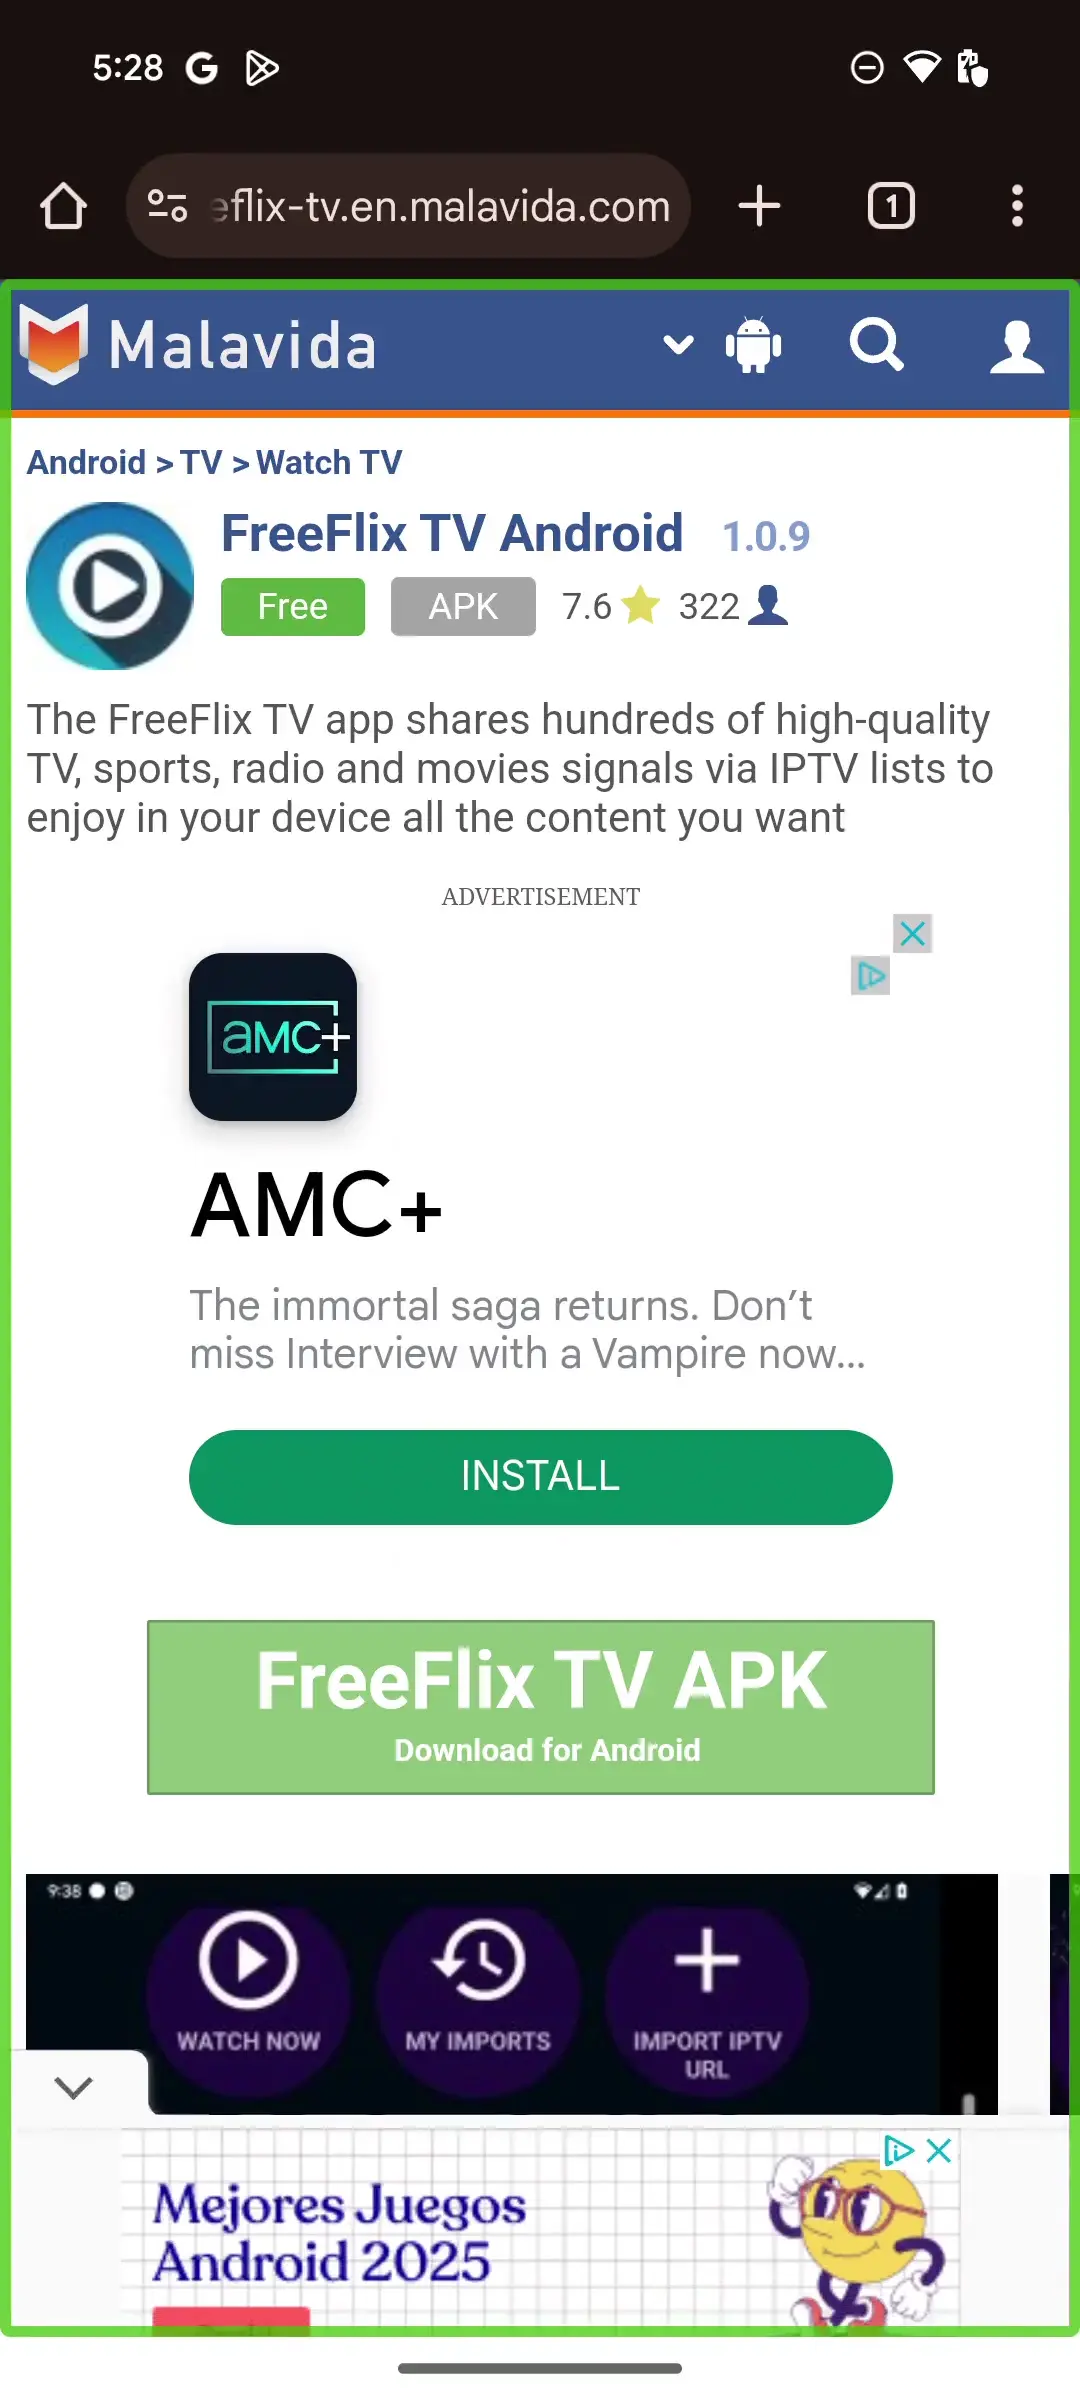 5:28
eflix-tv.en.malavida.com
1
Malavida
Android > TV > Watch TV
FreeFlix TV Android 1.0.9
Free APK 7.6 322
The FreeFlix TV app shares hundreds of high-quality
TV, sports, radio and movies signals via IPTV lists to
enjoy in your device all the content you want
ADVERTISEMENT
aMC+
AMC+
The immortal saga returns. Don’t
miss Interview with a Vampire now...
INSTALL
FreeFlix TV APK
Download for Android
9:38
WATCH NOW MY IMPORTS IMPORT IPTV
URL
Mejores Juegos
Android 2025